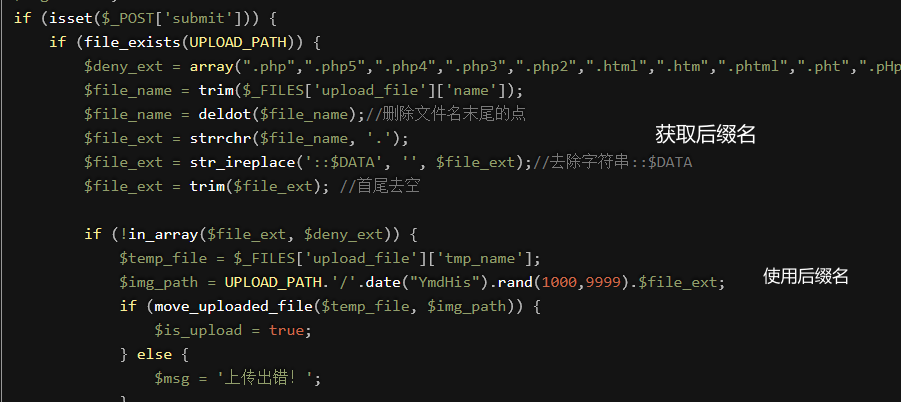 if (isset($_POST['submit'])) {
if (file_exists(UPLOAD_PATH)) {
$deny_ext = array(".php",".php5",".php4",".php3",".php2",".html",".htm",".phtml",".pht",".pHp
$file_name = trim($_FILES['upload_file']['name']);
$file_name = deldot($file_name);//删除文件名末尾的点
$file_ext = strrchr($file_name, '.');
获取后缀名
$file_ext = str_ireplace('::$DATA', '', $file_ext);//去除字符串::$DATA
$file_ext = trim($file_ext); //首尾去空
if (!in_array($file_ext, $deny_ext)) {
$temp_file = $_FILES['upload_file']['tmp_name'];
$img_path = UPLOAD_PATH.'/'.date("YmdHis").rand(1000,9999).$file_ext;
使用后缀名
if (move_uploaded_file($temp_file, $img_path)) {
$is_upload = true;
} else {
$msg = '上传出错！';
}